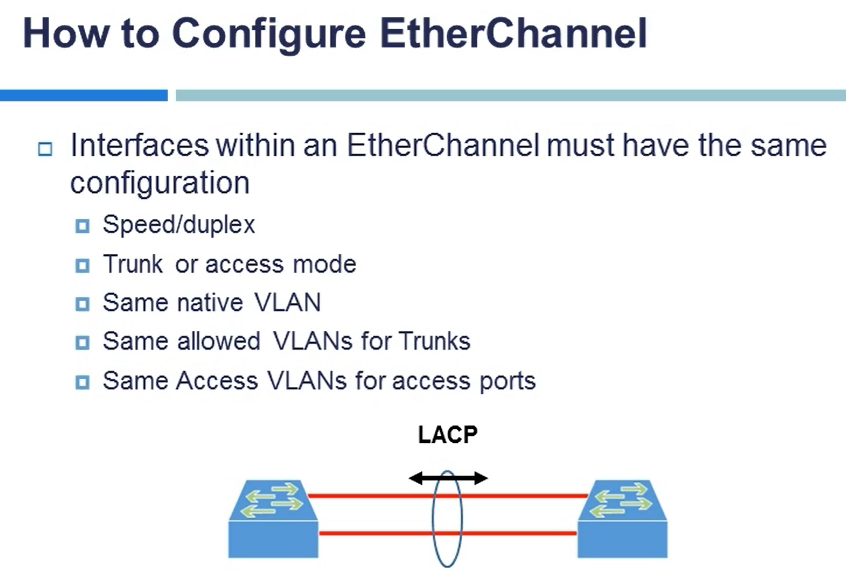 How to Configure EtherChannel
Interfaces within an EtherChannel must have the same
configuration
Speed/duplex
Trunk or access mode
Same native VLAN
Same allowed VLANs for Trunks
Same Access VLANs for access ports
LACP